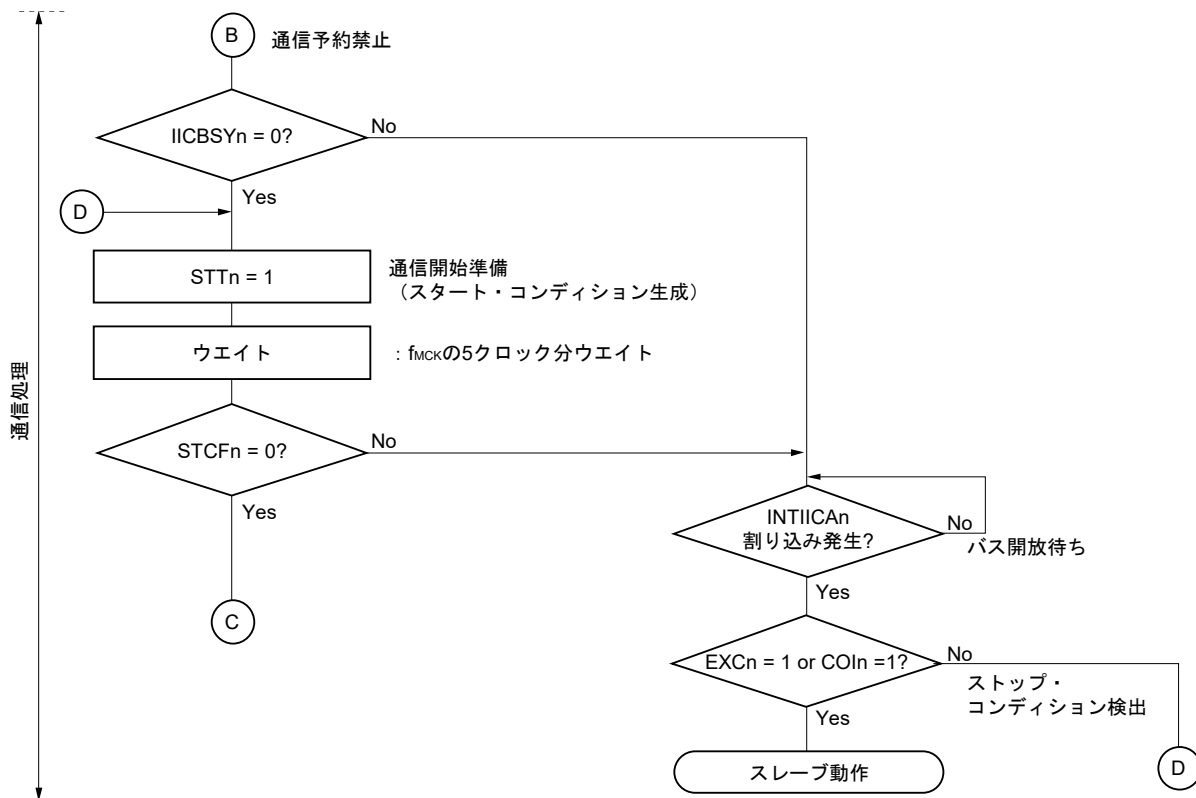 B
通信予約禁止
IICBSYn = 0?
No
Yes
D
STTn = 1
通信開始準備
（スタート・コンディション生成）
ウエイト
：fMCKの5クロック分ウエイト
通信処理
STCFn = 0?
No
Yes
INTIICAn
割り込み発生?
No
バス開放待ち
Yes
C
EXCn = 1 or COIn =1?
No
ストップ・
コンディション検出
Yes
スレーブ動作
D